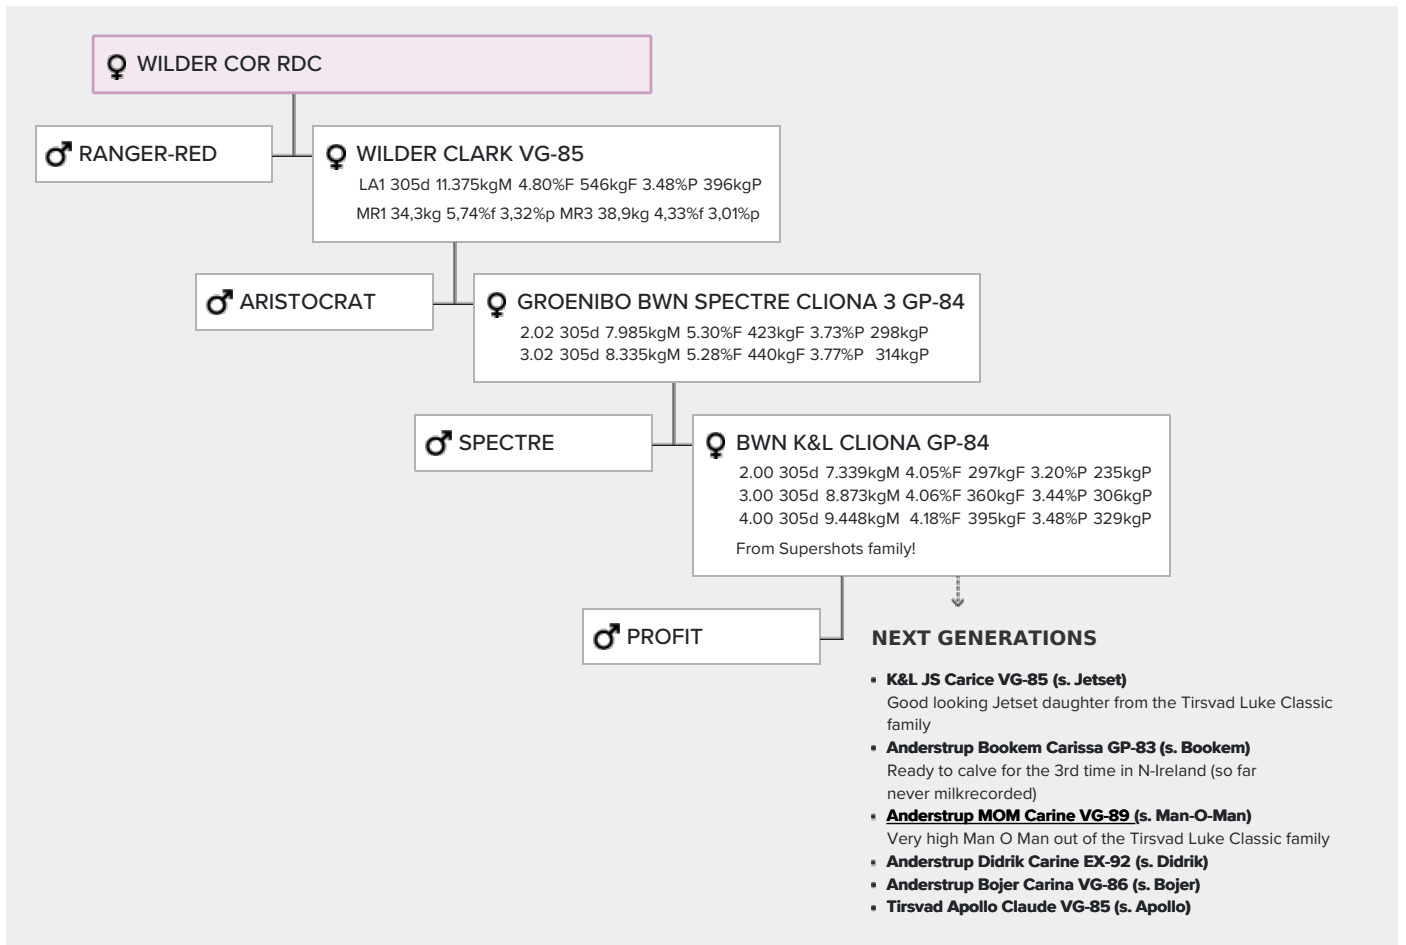 WILDER COR RDC
RANGER-RED
WILDER CLARK VG-85
LA1 305d 11.375kgM 4.80%F 546kgF 3.48%P 396kgP
MR1 34,3kg 5,74%f 3,32%p MR3 38,9kg 4,33%f 3,01%p
ARISTOCRAT
GROENIBO BWN SPECTRE CLIONA 3 GP-84
2.02 305d 7.985kgM 5.30%F 423kgF 3.73%P 298kgP
3.02 305d 8.335kgM 5.28%F 440kgF 3.77%P 314kgP
SPECTRE
BWN K&L CLIONA GP-84
2.00 305d 7.339kgM 4.05%F 297kgF 3.20%P 235kgP
3.00 305d 8.873kgM 4.06%F 360kgF 3.44%P 306kgP
4.00 305d 9.448kgM 4.18%F 395kgF 3.48%P 329kgP
From Supershots family!
PROFIT
NEXT GENERATIONS
K&L JS Carice VG-85 (s. Jetset)
Good looking Jetset daughter from the Tirsvad Luke Classic
family
Anderstrup Bookem Carissa GP-83 (s. Bookem)
Ready to calve for the 3rd time in N-Ireland (so far
never milkrecorded)
Anderstrup MOM Carine VG-89 (s. Man-O-Man)
Very high Man O Man out of the Tirsvad Luke Classic family
Anderstrup Didrik Carine EX-92 (s. Didrik)
Anderstrup Bojer Carina VG-86 (s. Bojer)
Tirsvad Apollo Claude VG-85 (s. Apollo)